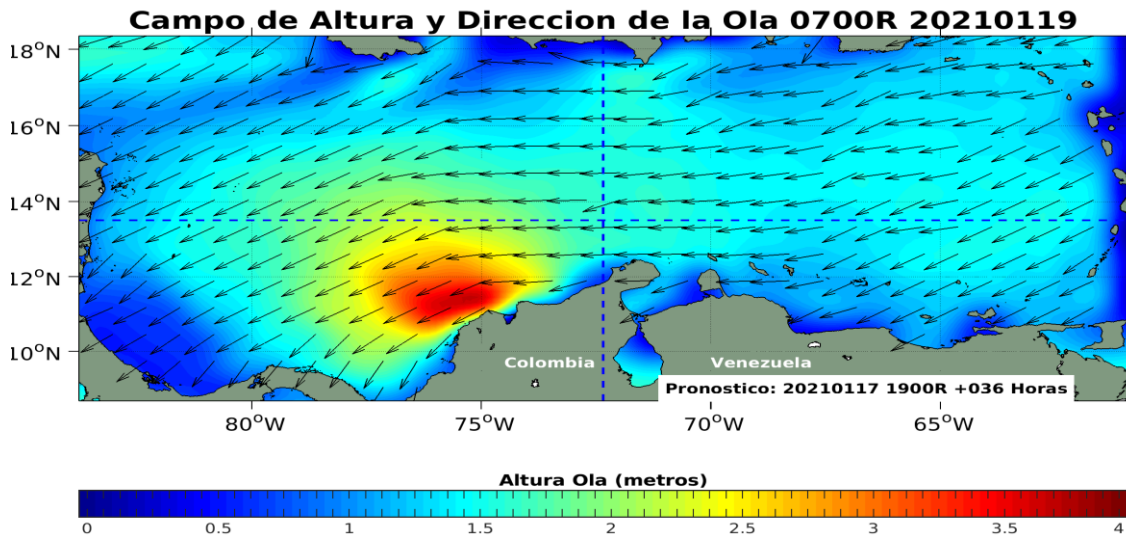 Campo de Altura y Direccion de la Ola 0700R 20210119
18°N
16°N
14°N
12°N
10°N
Colombia
Venezuela
Pronostico: 20210117 1900R +036 Horas
80°W
75°W
70°W
65°W
Altura Ola (metros)
0 0.5 1 1.5 2 2.5 3 3.5 4